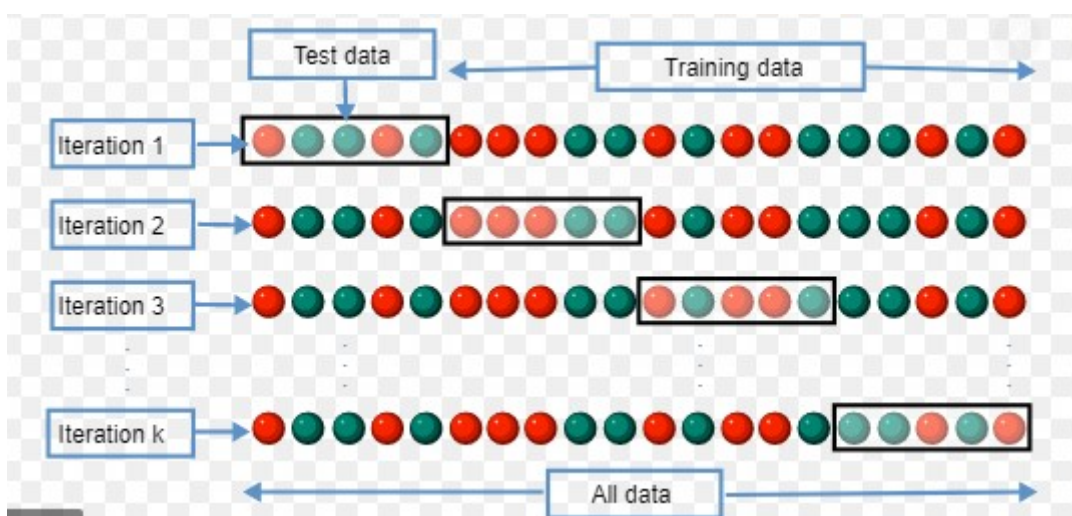 Test data
Training data
Iteration 1
Iteration 2
Iteration 3
Iteration k
All data